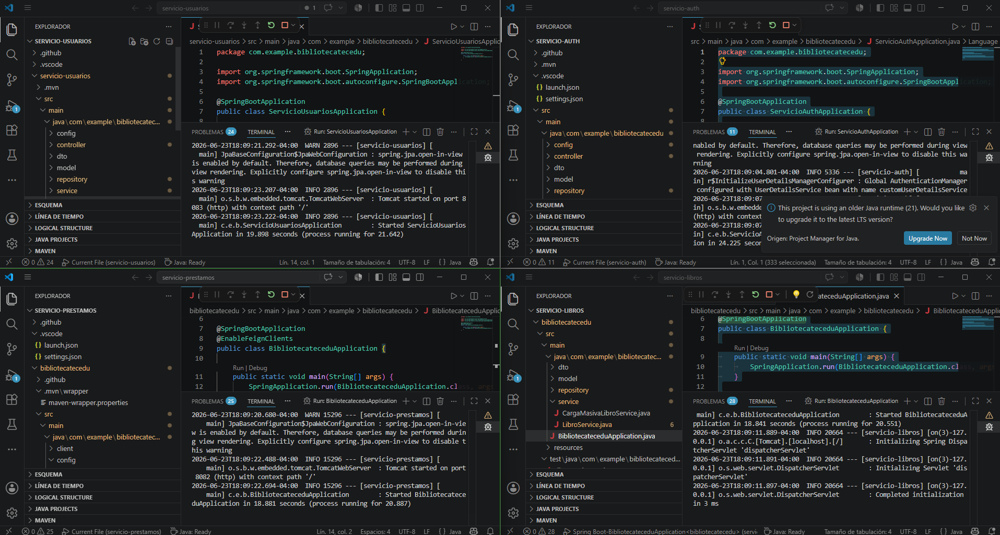 servicio-usuarios
1
EXPLORADOR
SERVICIO-USUARIOS
.github
.vscode
servicio-usuarios
.mvn
src
main
java\com\example\bibliotecatec...
config
controller
dto
model
repository
service
ESQUEMA
LÍNEA DE TIEMPO
LOGICAL STRUCTURE
JAVA PROJECTS
MAVEN
servicio-usuarios > src > main > java > com > example > bibliotecatecedu > ServicioUsuariosApplic
1 package com.example.bibliotecatecedu;
2
3 import org.springframework.boot.SpringApplication;
4 import org.springframework.boot.autoconfigure.SpringBootApplication;
5
6 @SpringBootApplication
7 public class ServicioUsuariosApplication {
8
PROBLEMAS 24 TERMINAL ... Run: ServicioUsuariosApplication
2026-06-23T18:09:21.292-04:00 WARN 2896 --- [servicio-usuarios] [
main] JpaBaseConfiguration$JpaWebConfiguration : spring.jpa.open-in-view
is enabled by default. Therefore, database queries may be performed during
view rendering. Explicitly configure spring.jpa.open-in-view to disable thi
s warning
2026-06-23T18:09:23.207-04:00 INFO 2896 --- [servicio-usuarios] [
main] o.s.b.w.embedded.tomcat.TomcatWebServer : Tomcat started on port 8
083 (http) with context path '/'
2026-06-23T18:09:23.222-04:00 INFO 2896 --- [servicio-usuarios] [
main] c.e.b.ServicioUsuariosApplication : Started ServicioUsuarios
Application in 19.898 seconds (process running for 21.642)
0 24 Current File (servicio-usuarios) Java: Ready Lín. 14, col. 1 Tamaño de tabulación: 4 UTF-8 LF {} Java
servicio-auth
EXPLORADOR
SERVICIO-AUTH
.github
.mvn
.vscode
launch.json
settings.json
src
main
java\com\example\bibliotecatecedu
config
controller
dto
model
repository
ESQUEMA
LÍNEA DE TIEMPO
LOGICAL STRUCTURE
JAVA PROJECTS
MAVEN
src > main > java > com > example > bibliotecatecedu > ServicioAuthApplication.java > Language
1 package com.example.bibliotecatecedu;
2
3 import org.springframework.boot.SpringApplication;
4 import org.springframework.boot.autoconfigure.SpringBootApplication;
5
6 @SpringBootApplication
7 public class ServicioAuthApplication {
8
PROBLEMAS 11 TERMINAL ... Run: ServicioAuthApplication
nabled by default. Therefore, database queries may be performed during view
rendering. Explicitly configure spring.jpa.open-in-view to disable this wa
rning
2026-06-23T18:09:04.801-04:00 INFO 5336 --- [servicio-auth] [ ma
in] r$InitializeUserDetailsManagerConfigurer : Global AuthenticationManager
configured with UserDetailsService bean with name customUserDetailsService
2026-06-23T18:09:07
in] o.s.b.w.embedde
(http) with context
2026-06-23T18:09:07
in] c.e.b.ServicioA
ion in 24.225 secon
This project is using an older Java runtime (21). Would you like
to upgrade it to the latest LTS version?
Origen: Project Manager for Java.
Upgrade Now
Not Now
0 11 Current File (servicio-auth) Java: Ready Lín. 1, Col. 1 (333 seleccionada) Tamaño de tabulación: 4 UTF-8 LF {} Java
servicio-prestamos
EXPLORADOR
SERVICIO-PRESTAMOS
.github
.vscode
launch.json
settings.json
bibliotecatecedu
.github
.mvn\wrapper
maven-wrapper.properties
src
main
java\com\example\bibliotecatec...
client
config
ESQUEMA
LÍNEA DE TIEMPO
LOGICAL STRUCTURE
JAVA PROJECTS
MAVEN
bibliotecatecedu > src > main > java > com > example > bibliotecatecedu > BibliotecateceduApplic
6
7 @SpringBootApplication
8 @EnableFeignClients
9 public class BibliotecateceduApplication {
10
Run | Debug
11 public static void main(String[] args) {
12 SpringApplication.run(BibliotecateceduApplication.class, args
PROBLEMAS 25 TERMINAL ... Run: BibliotecateceduApplication
2026-06-23T18:09:20.680-04:00 WARN 15296 --- [servicio-prestamos] [
main] JpaBaseConfiguration$JpaWebConfiguration : spring.jpa.open-in-vie
w is enabled by default. Therefore, database queries may be performed durin
g view rendering. Explicitly configure spring.jpa.open-in-view to disable t
his warning
2026-06-23T18:09:22.488-04:00 INFO 15296 --- [servicio-prestamos] [
main] o.s.b.w.embedded.tomcat.TomcatWebServer : Tomcat started on port
8082 (http) with context path '/'
2026-06-23T18:09:22.694-04:00 INFO 15296 --- [servicio-prestamos] [
main] c.e.b.BibliotecateceduApplication : Started Bibliotecatece
duApplication in 18.881 seconds (process running for 20.887)
0 25 Current File (servicio-prestamos) Java: Ready Lín. 14, col. 2 Espacios: 4 UTF-8 LF {} Java
servicio-libros
EXPLORADOR
SERVICIO-LIBROS
bibliotecatecedu
src
main
java\com\example\bibliotecatec...
dto
model
repository
service
CargaMasivaLibroService.java
LibroService.java 6
BibliotecateceduApplication.java
resources
test\java\com\example\bibliotecateced...
ESQUEMA
LÍNEA DE TIEMPO
LOGICAL STRUCTURE
JAVA PROJECTS
MAVEN
ateceduApplication.java
bibliotecatecedu > src > main > java > com > example > bibliotecatecedu > BibliotecateceduApplic
6 @SpringBootApplication
7 public class BibliotecateceduApplication {
8
Run | Debug
9 public static void main(String[] args) {
10 SpringApplication.run(BibliotecateceduApplication.class, args
11 }
12
PROBLEMAS 28 TERMINAL ... Run: BibliotecateceduApplication
main] c.e.b.BibliotecateceduApplication : Started BibliotecateceduA
pplication in 18.841 seconds (process running for 20.551)
2026-06-23T18:09:11.889-04:00 INFO 20664 --- [servicio-libros] [on(3)-127.
0.0.1] o.a.c.c.C.[Tomcat].[localhost].[/] : Initializing Spring Dispa
tcherServlet 'dispatcherServlet'
2026-06-23T18:09:11.891-04:00 INFO 20664 --- [servicio-libros] [on(3)-127.
0.0.1] o.s.web.servlet.DispatcherServlet : Initializing Servlet 'dis
patcherServlet'
2026-06-23T18:09:11.897-04:00 INFO 20664 --- [servicio-libros] [on(3)-127.
0.0.1] o.s.web.servlet.DispatcherServlet : Completed initialization
in 3 ms
0 28 Spring Boot-BibliotecateceduApplication<bibliotecatecedu> (servic Java: Ready Tamaño de tabulación: 4 UTF-8 LF {} Java